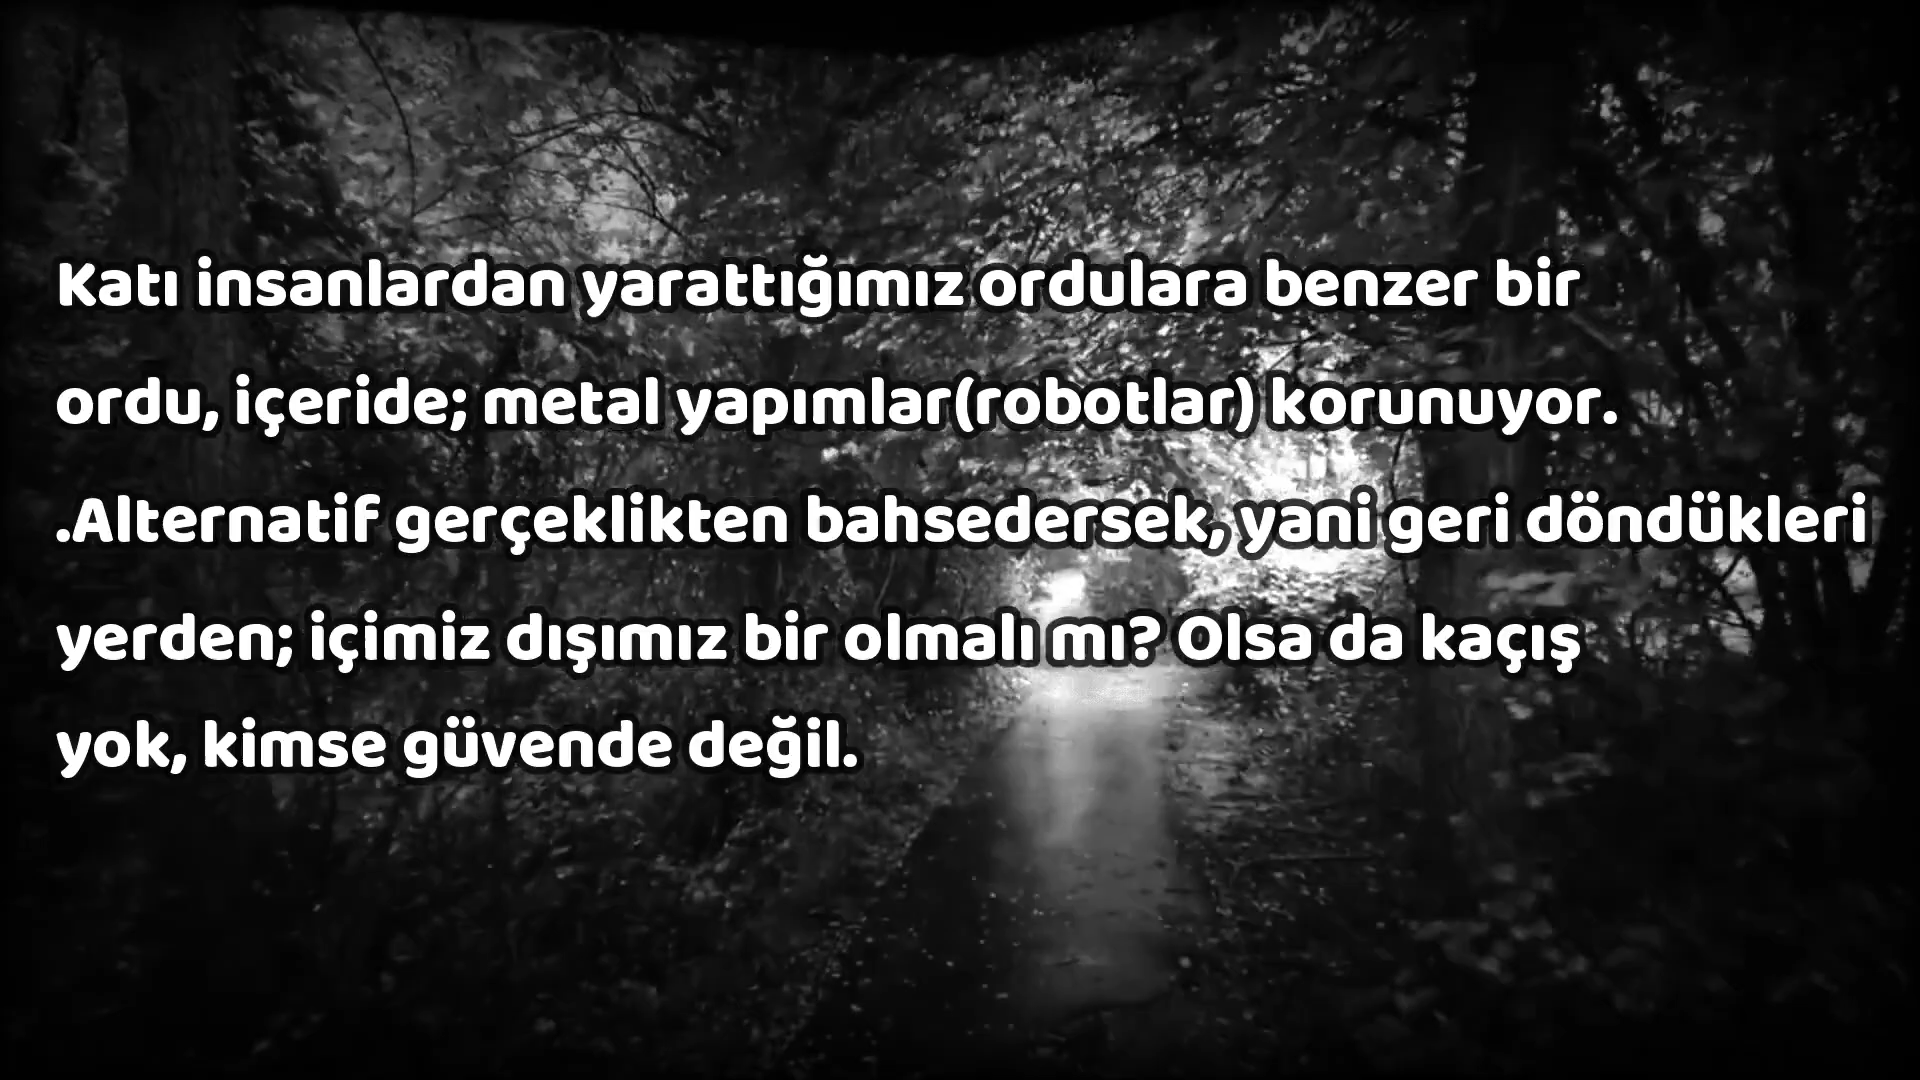 Katı insanlardan yarattığımız ordulara benzer bir
ordu, içeride; metal yapımlar(robotlar) korunuyor.
.Alternatif gerçeklikten bahsedersek, yani geri döndükleri
yerden; içimiz dışımız bir olmalı mı? Olsa da kaçış
yok, kimse güvende değil.